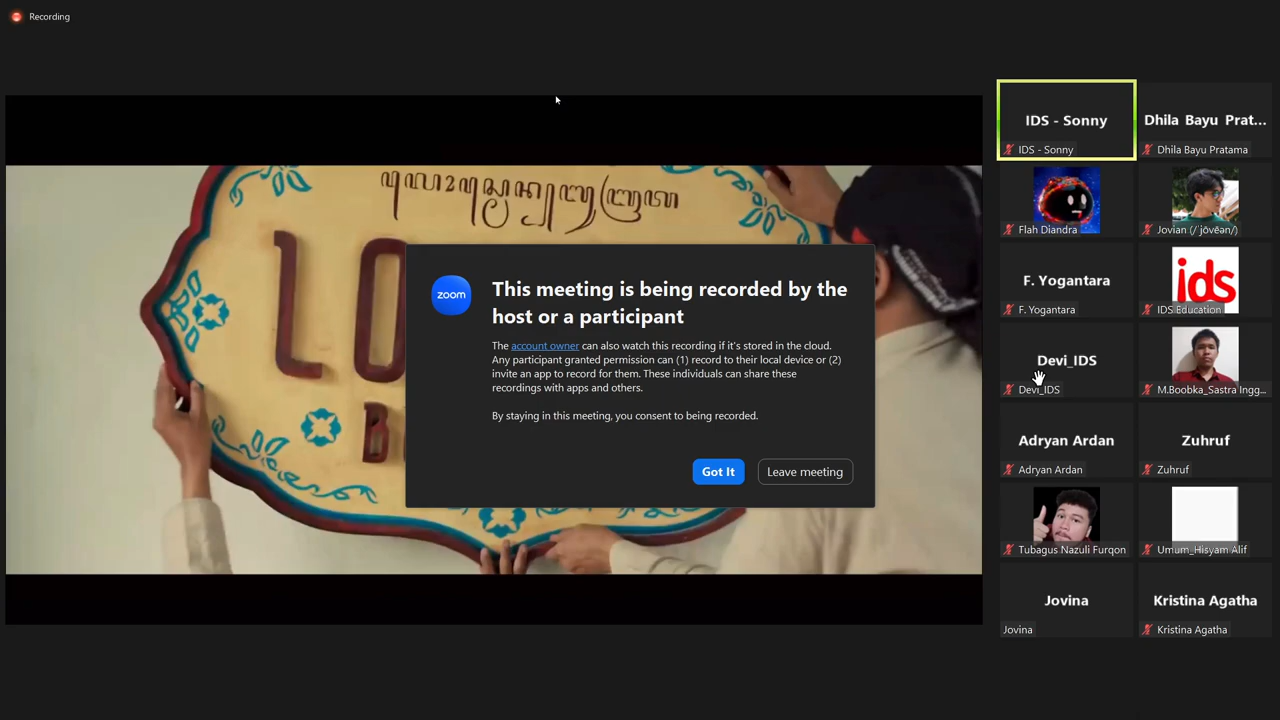 Recording
LO
B
zoom
This meeting is being recorded by the
host or a participant
The account owner can also watch this recording if it's stored in the cloud.
Any participant granted permission can (1) record to their local device or (2)
invite an app to record for them. These individuals can share these
recordings with apps and others.
By staying in this meeting, you consent to being recorded.
Got It
Leave meeting
IDS - Sonny
IDS - Sonny
Dhila Bayu Prat...
Dhila Bayu Pratama
Flah Diandra
Jovian (/ˈjōvēən/)
F. Yogantara
F. Yogantara
ids
IDS Education
Devi_IDS
Devi_IDS
M.Boobka_Sastra Ingg...
Adryan Ardan
Adryan Ardan
Zuhruf
Zuhruf
Tubagus Nazuli Furqon
Umum_Hisyam Alif
Jovina
Jovina
Kristina Agatha
Kristina Agatha